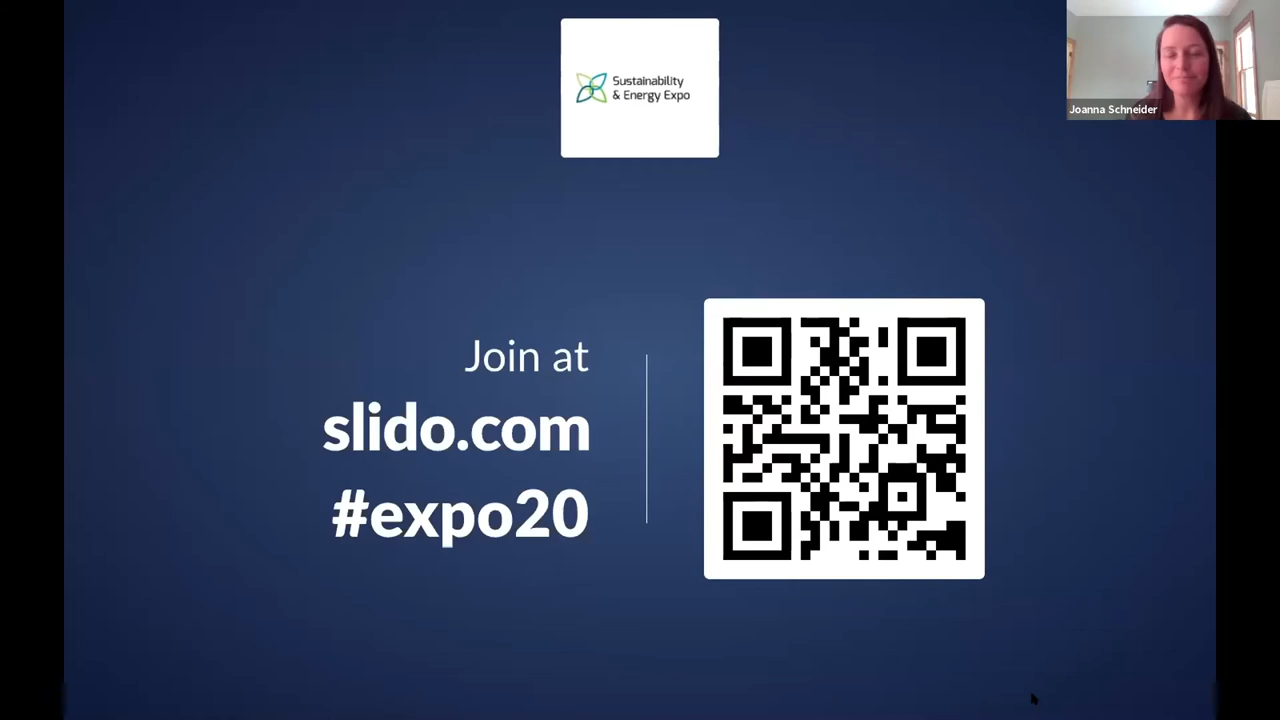 Sustainability
& Energy Expo
Joanna Schneider
Join at
slido.com
#expo20